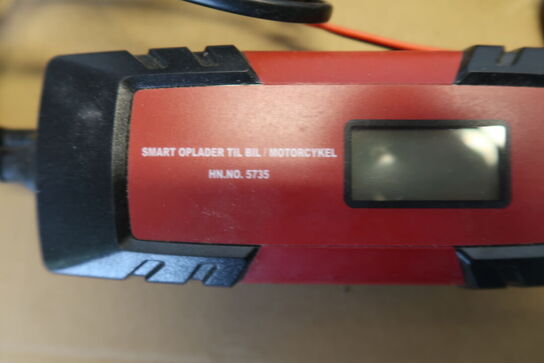 SMART OPLADER TIL BIL / MOTORCYKEL
HN.NO. 5735